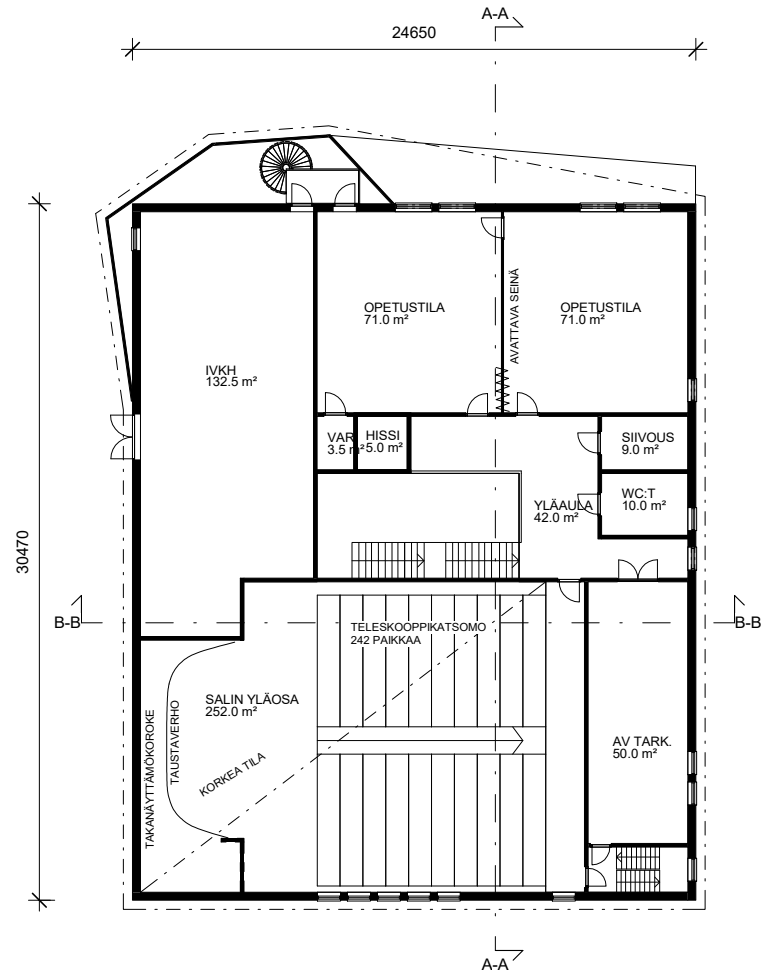 A-A
24650
OPETUSTILA
71.0 m²
AVATTAVA SEINÄ
OPETUSTILA
71.0 m²
IVKH
132.5 m²
VAR
3.5 m²
HISSI
5.0 m²
SIIVOUS
9.0 m²
WC:T
10.0 m²
YLÄAULA
42.0 m²
30470
B-B
B-B
TELESKOOPPIKATSOMO
242 PAIKKAA
SALIN YLÄOSA
252.0 m²
AV TARK.
50.0 m²
KORKEA TILA
TAUSTAVERHO
TAKANÄYTTÄMÖKOROKE
A-A